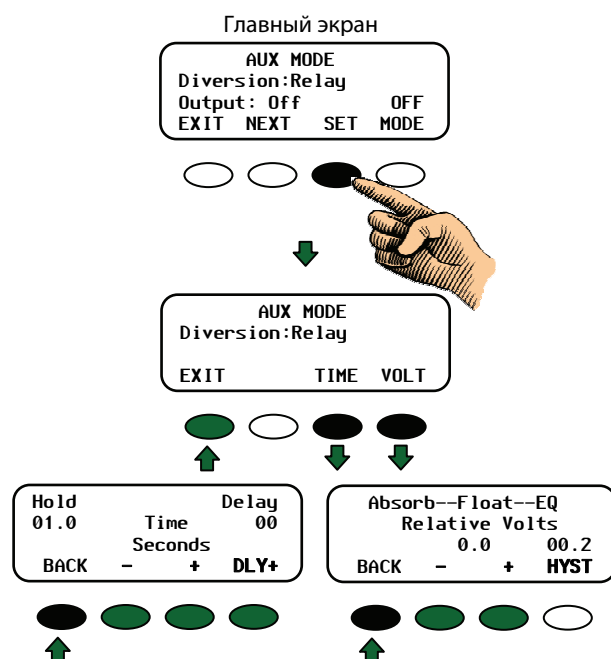 Главный экран
AUX MODE
Diversion:Relay
Output: Off OFF
EXIT NEXT SET MODE
AUX MODE
Diversion:Relay
EXIT TIME VOLT
Hold Delay
01.0 Time 00
Seconds
BACK - + DLY+
Absorb--Float--EQ
Relative Volts
0.0 00.2
BACK - + HYST